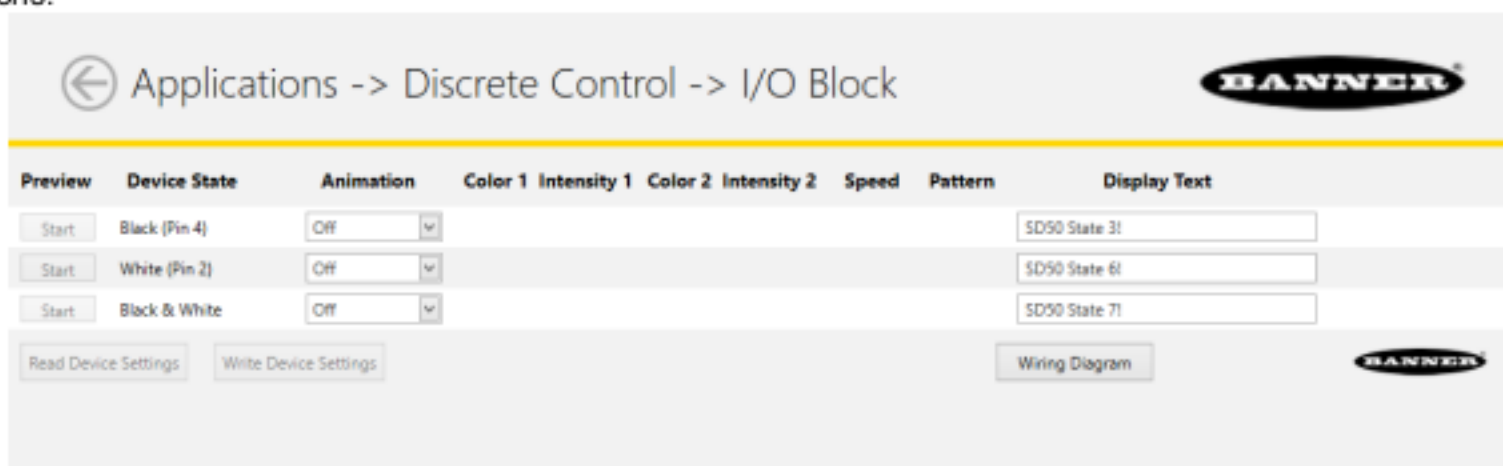 Applications -> Discrete Control -> I/O Block
BANNER
Preview Device State Animation Color 1 Intensity 1 Color 2 Intensity 2 Speed Pattern Display Text
Start Black (Pin 4) Off SD50 State 3!
Start White (Pin 2) Off SD50 State 6!
Start Black & White Off SD50 State 7!
Read Device Settings Write Device Settings Wiring Diagram BANNER